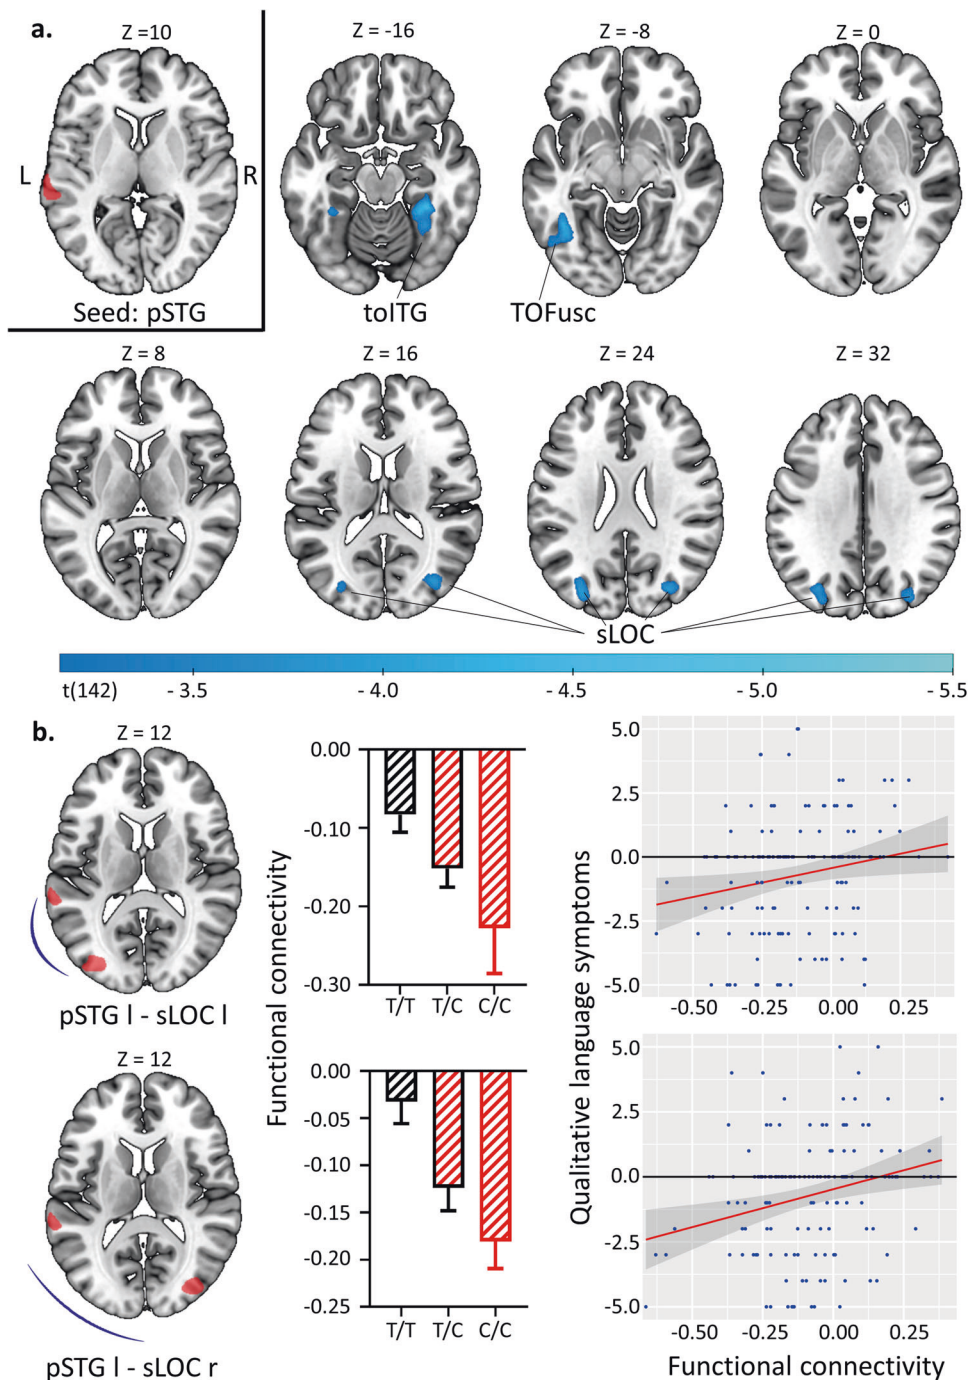 a.
Z =10
Z = -16
Z = -8
Z = 0
L
R
Seed: pSTG
toITG
TOFusc
Z = 8
Z = 16
Z = 24
Z = 32
sLOC
t(142)
- 3.5
- 4.0
- 4.5
- 5.0
- 5.5
b.
Z = 12
pSTG l - sLOC l
Z = 12
pSTG l - sLOC r
Functional connectivity
0.00
-0.10
-0.20
-0.30
T/T T/C C/C
0.00
-0.05
-0.10
-0.15
-0.20
-0.25
T/T T/C C/C
Qualitative language symptoms
5.0
2.5
0.0
-2.5
-5.0
-0.50 -0.25 0.00 0.25
5.0
2.5
0.0
-2.5
-5.0
-0.50 -0.25 0.00 0.25
Functional connectivity